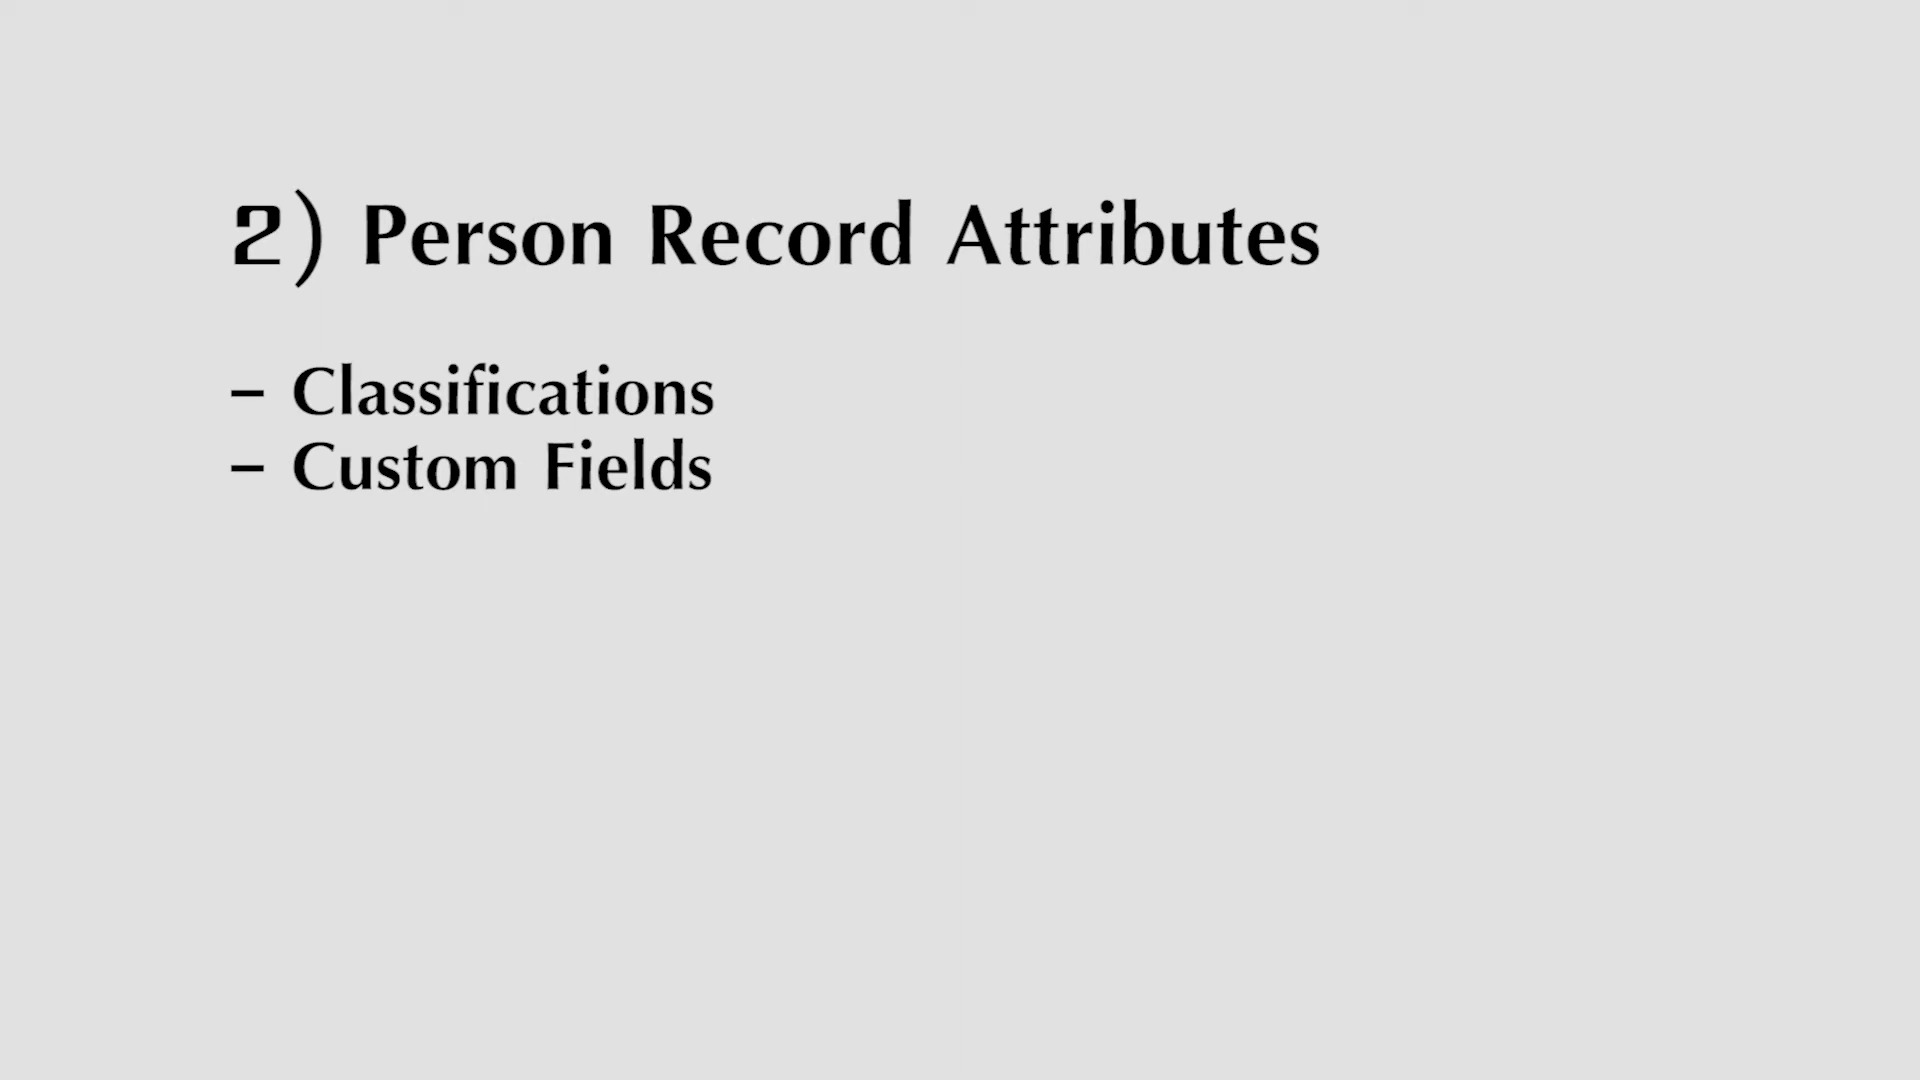 2) Person Record Attributes
– Classifications
– Custom Fields